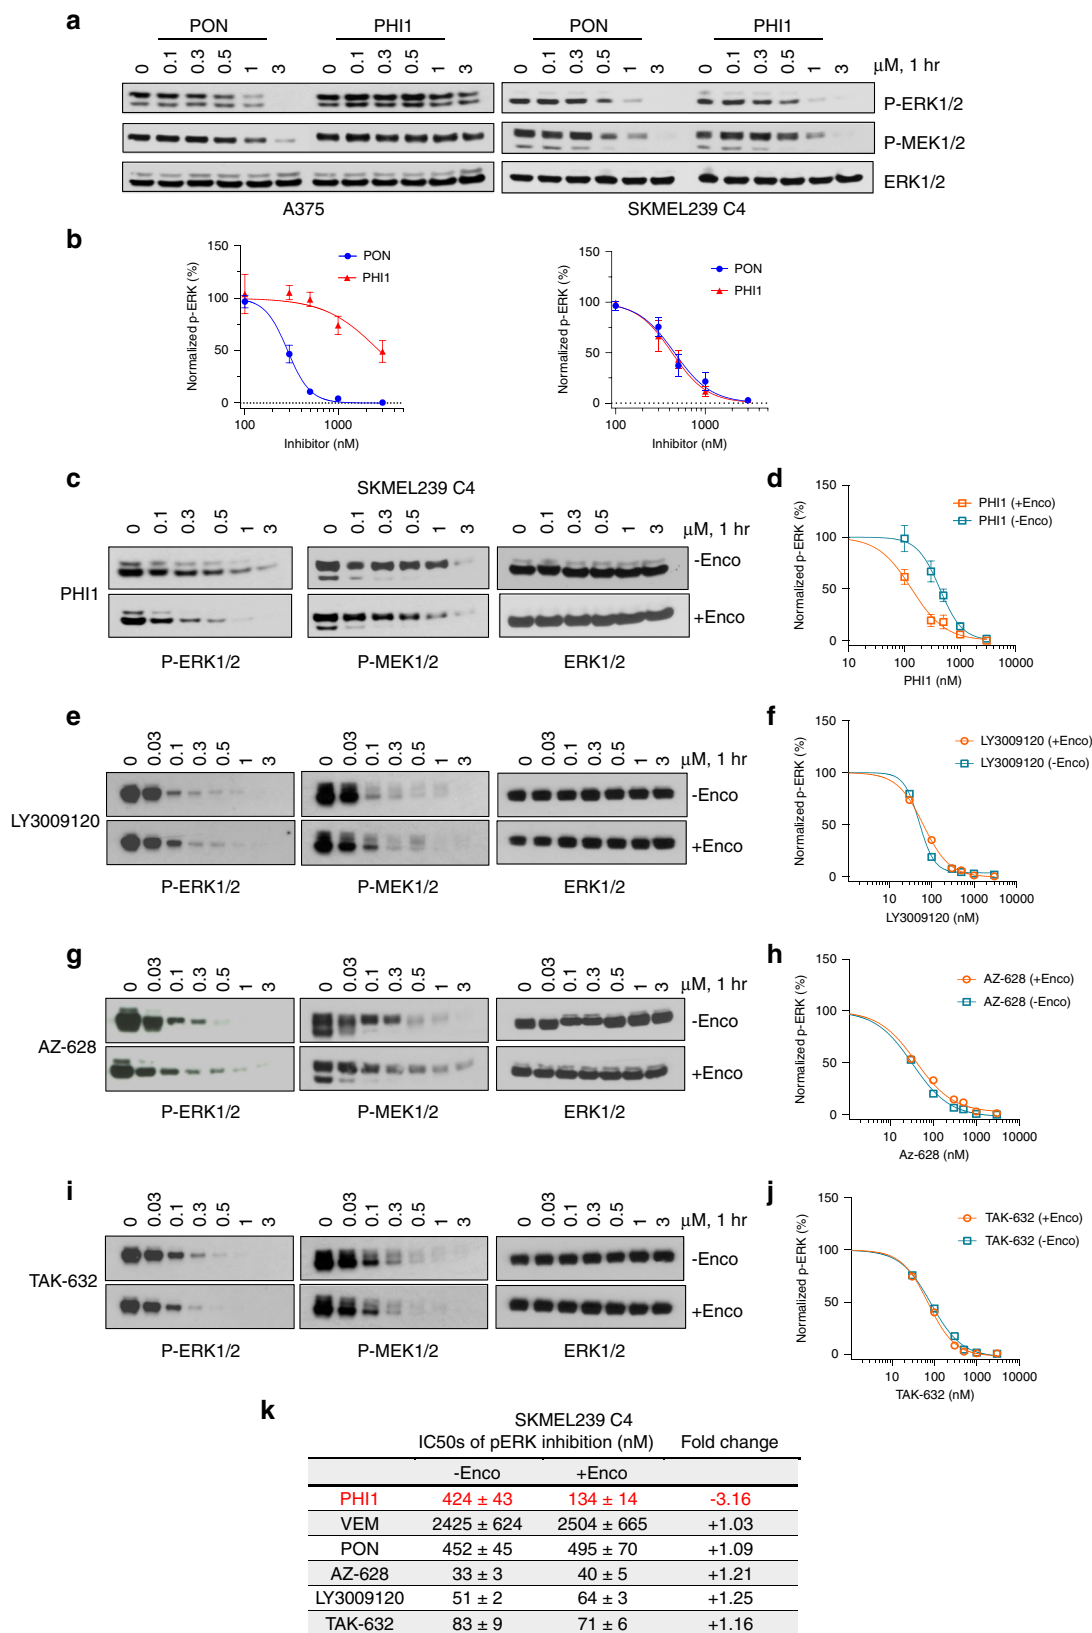 a
PON PHI1 PON PHI1
0 0.1 0.3 0.5 1 3 0 0.1 0.3 0.5 1 3 0 0.1 0.3 0.5 1 3 0 0.1 0.3 0.5 1 3 μM, 1 hr
P-ERK1/2
P-MEK1/2
ERK1/2
A375 SKMEL239 C4
b
Normalized p-ERK (%)
150
100
50
0
100 1000
Inhibitor (nM)
PON
PHI1
Normalized p-ERK (%)
150
100
50
0
100 1000
Inhibitor (nM)
PON
PHI1
c
SKMEL239 C4
0 0.1 0.3 0.5 1 3 0 0.1 0.3 0.5 1 3 0 0.1 0.3 0.5 1 3 μM, 1 hr
PHI1
-Enco
+Enco
P-ERK1/2 P-MEK1/2 ERK1/2
d
Normalized p-ERK (%)
150
100
50
0
10 100 1000 10000
PHI1 (nM)
PHI1 (+Enco)
PHI1 (-Enco)
e
0 0.03 0.1 0.3 0.5 1 3 0 0.03 0.1 0.3 0.5 1 3 0 0.03 0.1 0.3 0.5 1 3 μM, 1 hr
LY3009120
-Enco
+Enco
P-ERK1/2 P-MEK1/2 ERK1/2
f
Normalized p-ERK (%)
150
100
50
0
10 100 1000 10000
LY3009120 (nM)
LY3009120 (+Enco)
LY3009120 (-Enco)
g
0 0.03 0.1 0.3 0.5 1 3 0 0.03 0.1 0.3 0.5 1 3 0 0.03 0.1 0.3 0.5 1 3 μM, 1 hr
AZ-628
-Enco
+Enco
P-ERK1/2 P-MEK1/2 ERK1/2
h
Normalized p-ERK (%)
150
100
50
0
10 100 1000 10000
Az-628 (nM)
AZ-628 (+Enco)
AZ-628 (-Enco)
i
0 0.03 0.1 0.3 0.5 1 3 0 0.03 0.1 0.3 0.5 1 3 0 0.03 0.1 0.3 0.5 1 3 μM, 1 hr
TAK-632
-Enco
+Enco
P-ERK1/2 P-MEK1/2 ERK1/2
j
Normalized p-ERK (%)
150
100
50
0
10 100 1000 10000
TAK-632 (nM)
TAK-632 (+Enco)
TAK-632 (-Enco)
k
SKMEL239 C4
IC50s of pERK inhibition (nM) Fold change
-Enco +Enco
PHI1 424 ± 43 134 ± 14 -3.16
VEM 2425 ± 624 2504 ± 665 +1.03
PON 452 ± 45 495 ± 70 +1.09
AZ-628 33 ± 3 40 ± 5 +1.21
LY3009120 51 ± 2 64 ± 3 +1.25
TAK-632 83 ± 9 71 ± 6 +1.16